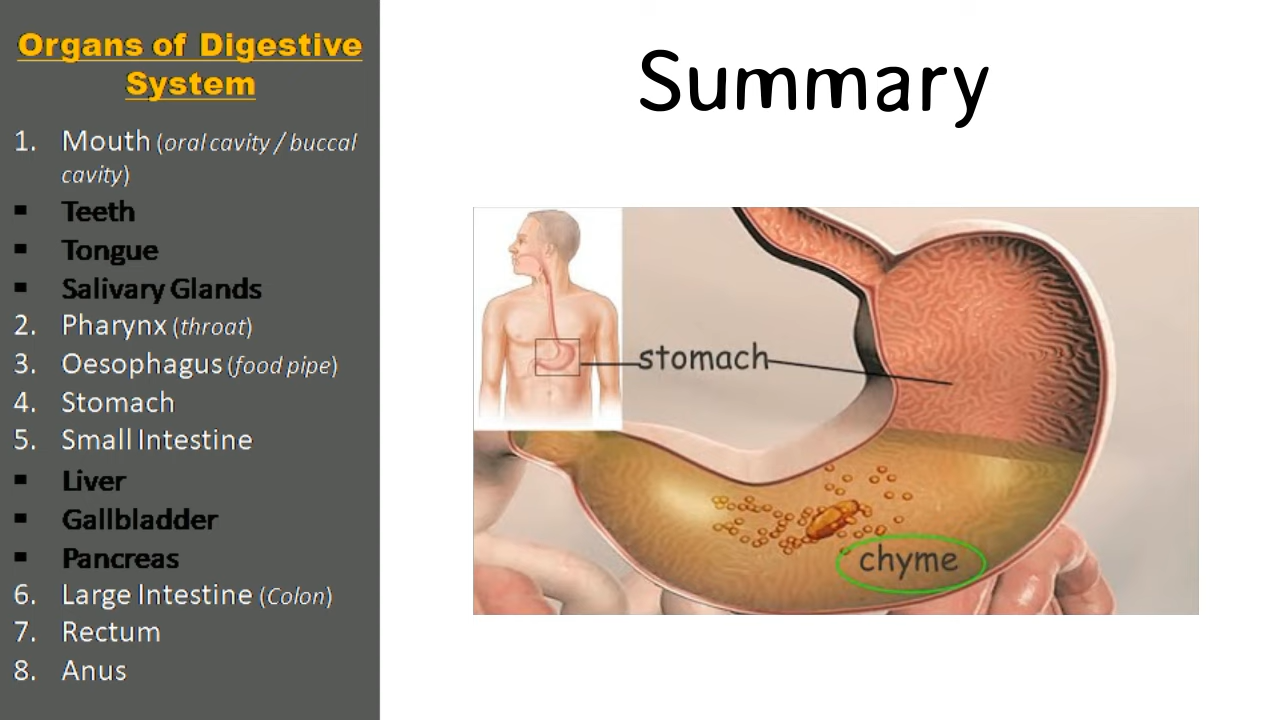 Organs of Digestive
System
1. Mouth (oral cavity / buccal
cavity)
▪ Teeth
▪ Tongue
▪ Salivary Glands
2. Pharynx (throat)
3. Oesophagus (food pipe)
4. Stomach
5. Small Intestine
▪ Liver
▪ Gallbladder
▪ Pancreas
6. Large Intestine (Colon)
7. Rectum
8. Anus
Summary
stomach
chyme